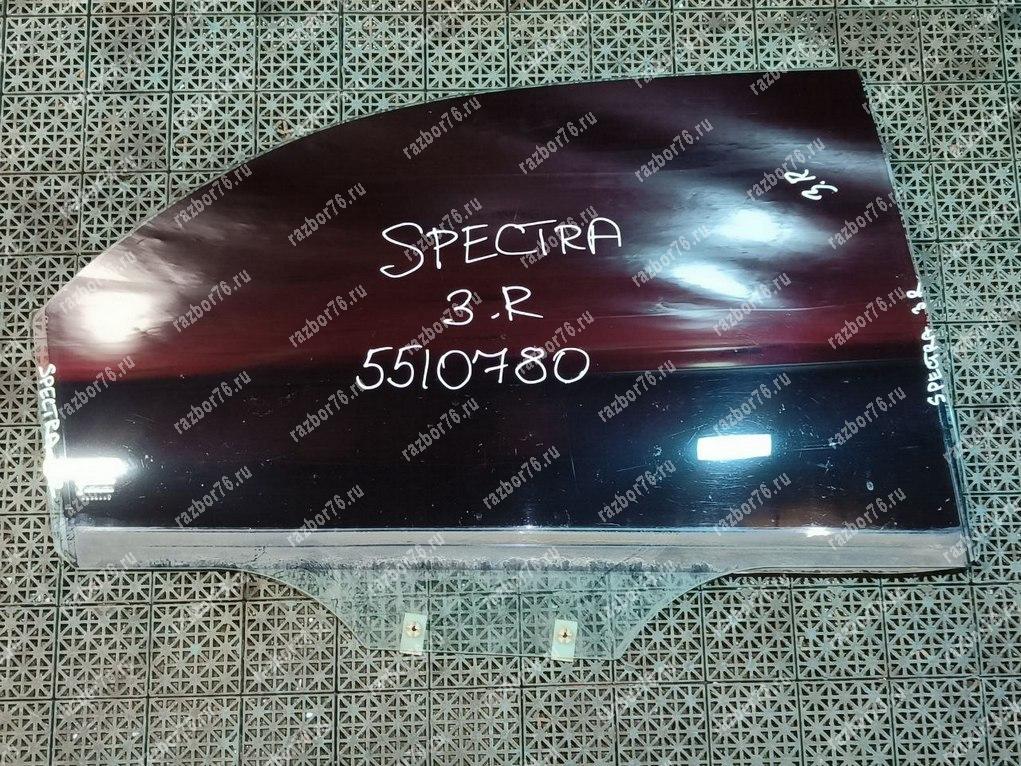 SPECTRA
3.R
5510780
3.R
SPECTRA
SPECTRA 3.R
razbor76.ru